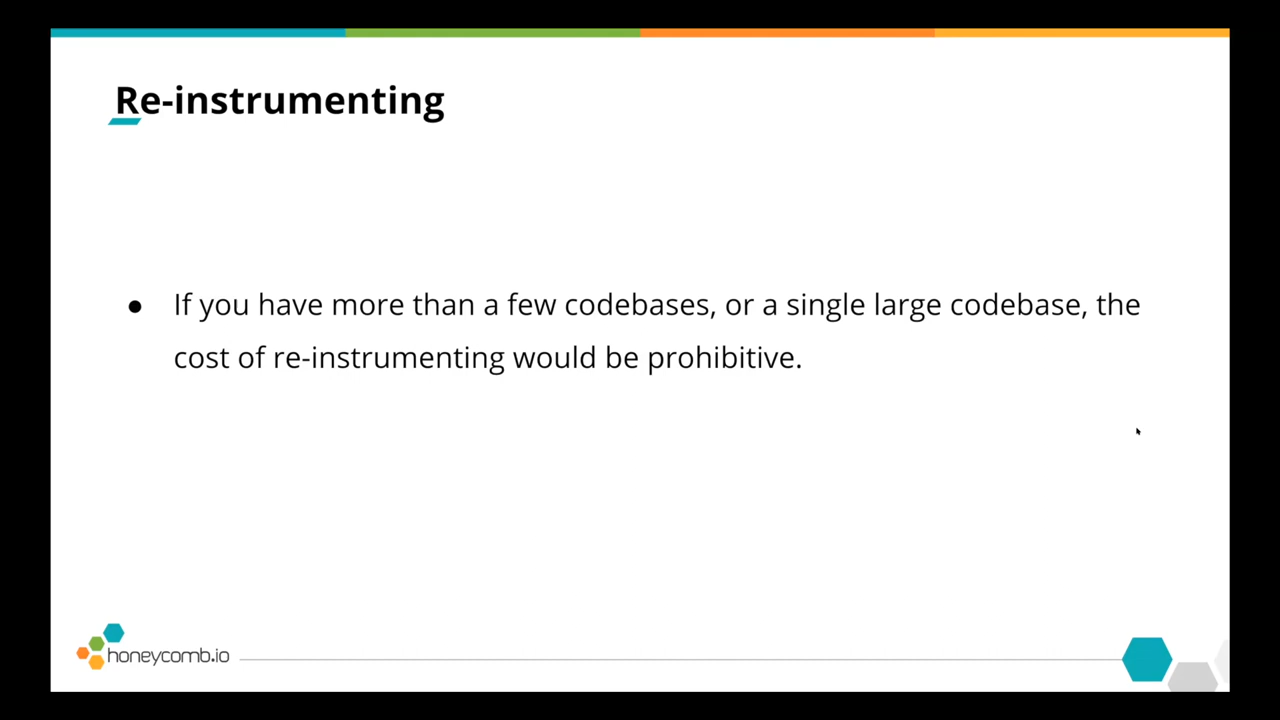 Re-instrumenting
● If you have more than a few codebases, or a single large codebase, the
cost of re-instrumenting would be prohibitive.
honeycomb.io